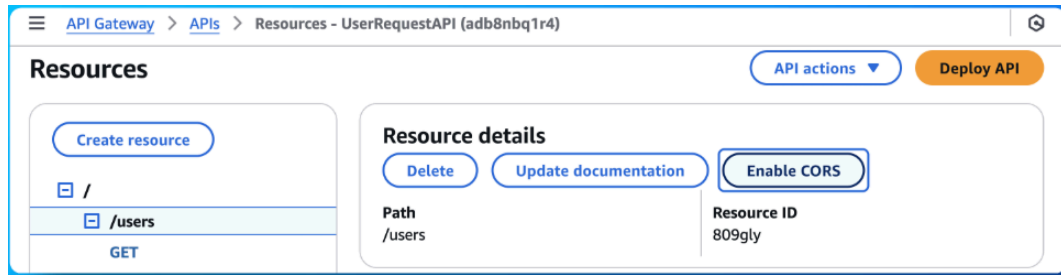 API Gateway > APIs > Resources - UserRequestAPI (adb8nbq1r4)
Resources
API actions
Deploy API
Create resource
/
/users
GET
Resource details
Delete
Update documentation
Enable CORS
Path
/users
Resource ID
809gly